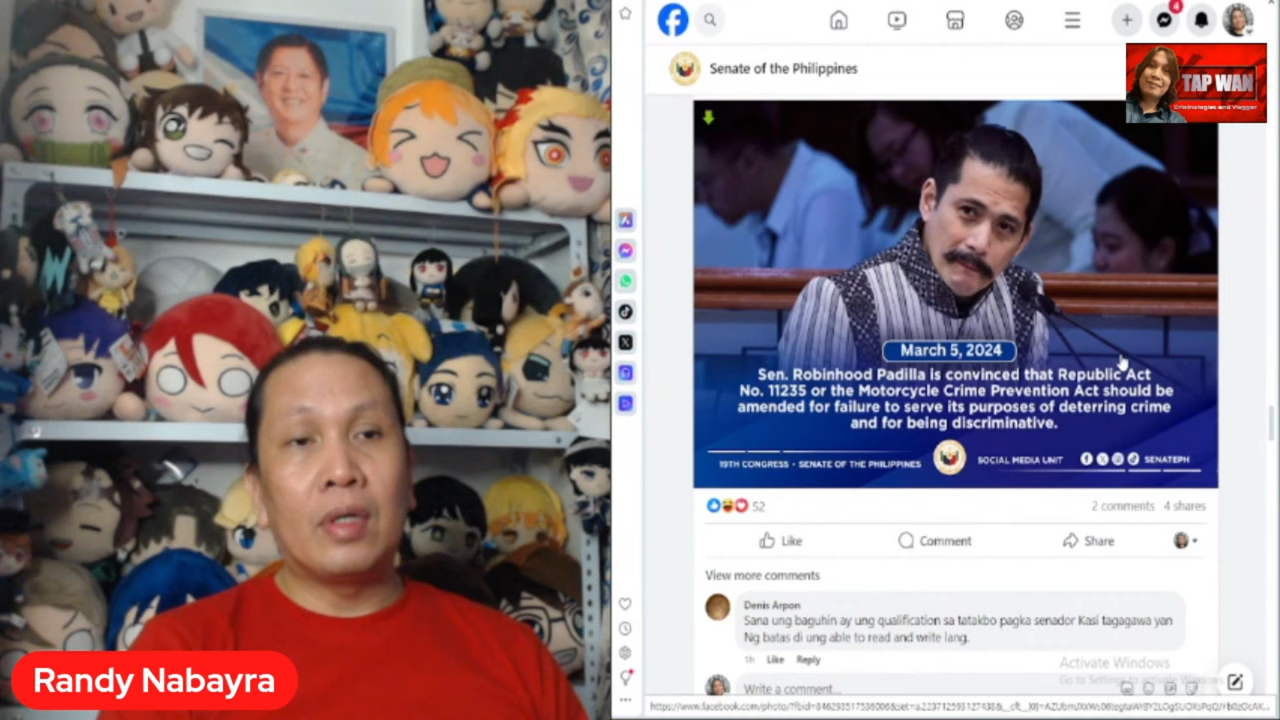 4
Senate of the Philippines
TAP WAN
Criminologist and Vlogger
March 5, 2024
Sen. Robinhood Padilla is convinced that Republic Act
No. 11235 or the Motorcycle Crime Prevention Act should be
amended for failure to serve its purposes of deterring crime
and for being discriminative.
19TH CONGRESS • SENATE OF THE PHILIPPINES
SOCIAL MEDIA UNIT
SENATEPH
52
2 comments 4 shares
Like
Comment
Share
View more comments
Denis Arpon
Sana ung baguhin ay ung qualification sa tatakbo pagka senador Kasi tagagawa yan
Ng batas di ung able to read and write lang.
1h Like Reply
Activate Windows
Write a comment...
Randy Nabayra